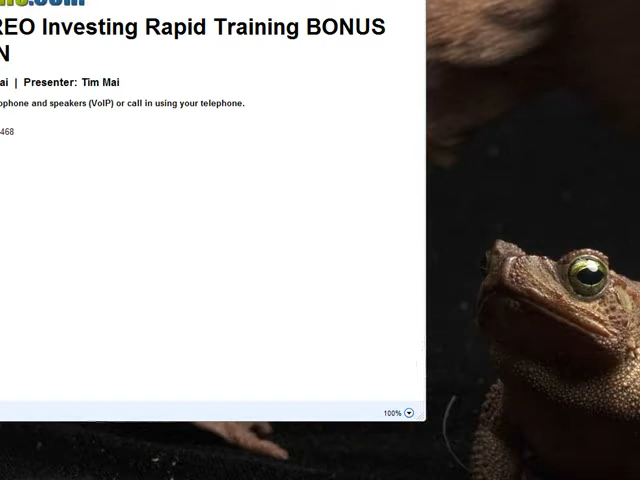 REO Investing Rapid Training BONUS
N
ai | Presenter: Tim Mai
ophone and speakers (VoIP) or call in using your telephone.
468
100%